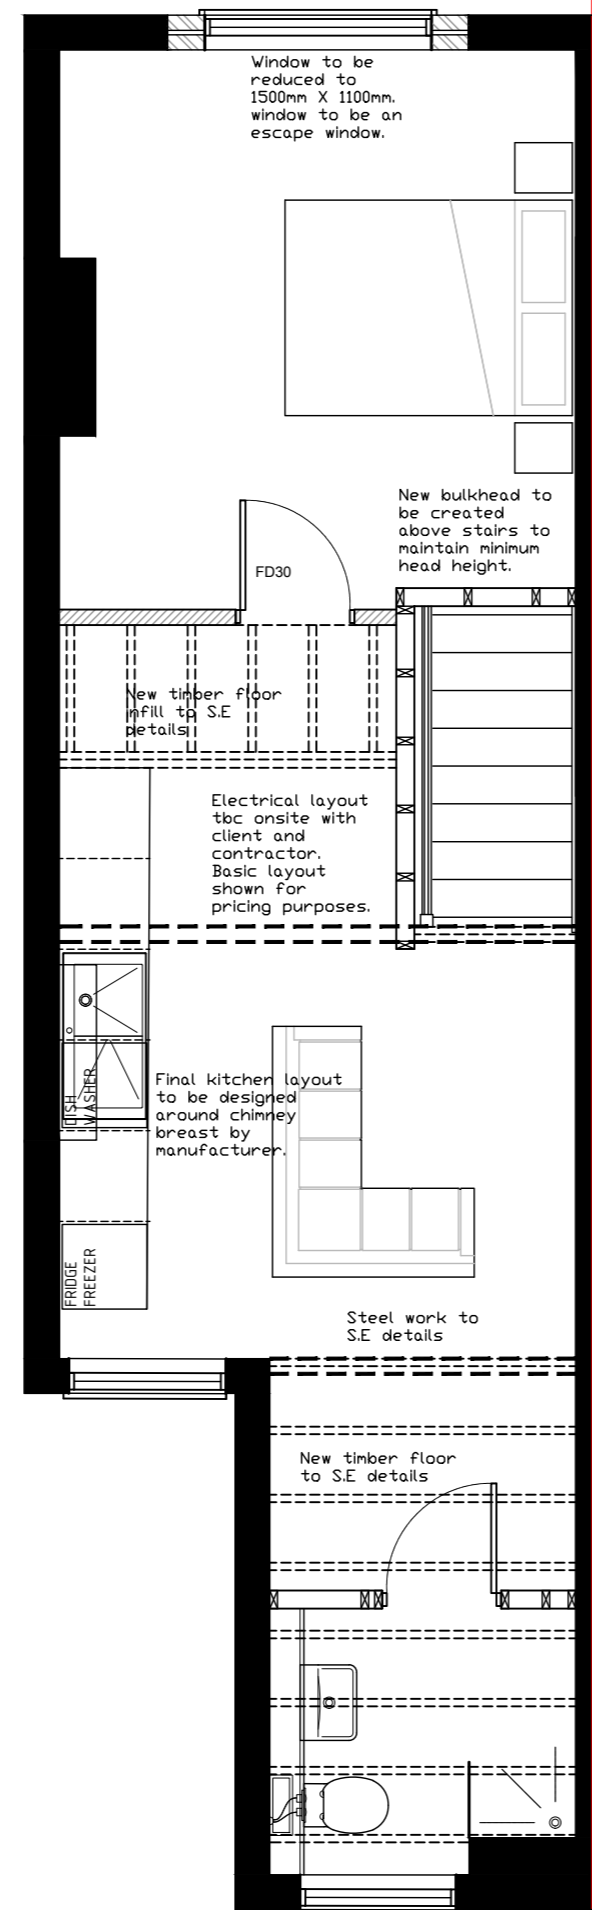 Window to be
reduced to
1500mm X 1100mm.
window to be an
escape window.
New bulkhead to
be created
above stairs to
maintain minimum
head height.
FD30
New timber floor
infill to S.E
details
Electrical layout
tbc onsite with
client and
contractor.
Basic layout
shown for
pricing purposes.
DISH
WASHER
Final kitchen layout
to be designed
around chimney
breast by
manufacturer.
FRIDGE
FREEZER
Steel work to
S.E details
New timber floor
to S.E details